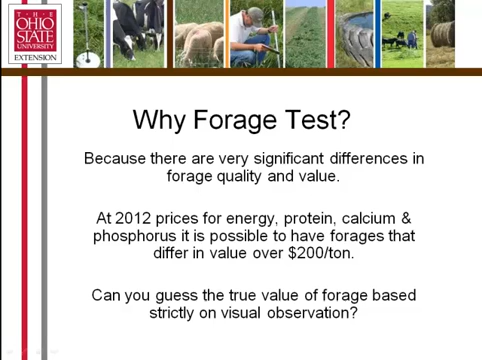 THE
OHIO
STATE
UNIVERSITY
EXTENSION
Why Forage Test?
Because there are very significant differences in
forage quality and value.
At 2012 prices for energy, protein, calcium &
phosphorus it is possible to have forages that
differ in value over $200/ton.
Can you guess the true value of forage based
strictly on visual observation?